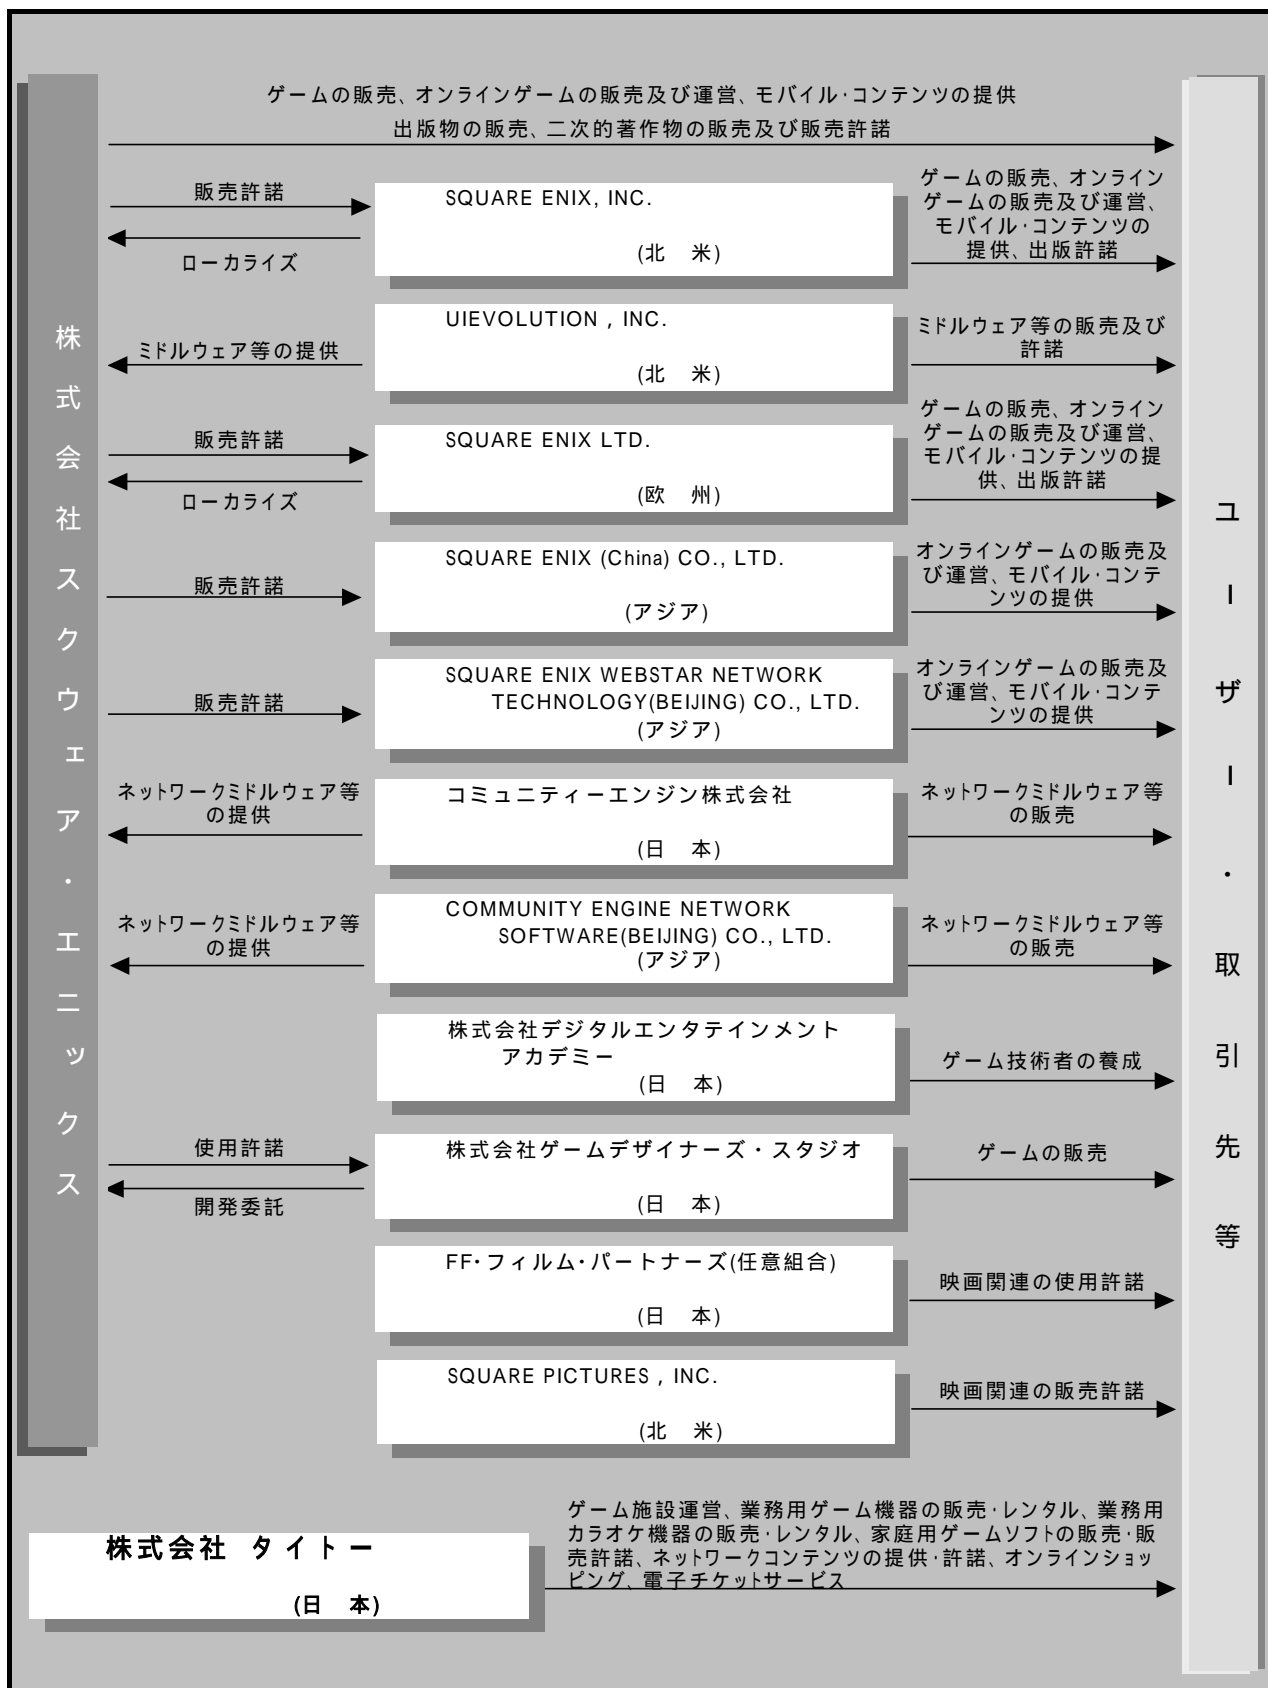 ゲームの販売、オンラインゲームの販売及び運営、モバイル・コンテンツの提供
出版物の販売、二次的著作物の販売及び販売許諾
株式会社スクウェア・エニックス
ユーザー・取引先等
販売許諾
ローカライズ
SQUARE ENIX, INC.
(北 米)
ゲームの販売、オンライン
ゲームの販売及び運営、
モバイル・コンテンツの
提供、出版許諾
ミドルウェア等の提供
UIEVOLUTION , INC.
(北 米)
ミドルウェア等の販売及び
許諾
販売許諾
ローカライズ
SQUARE ENIX LTD.
(欧 州)
ゲームの販売、オンライン
ゲームの販売及び運営、
モバイル・コンテンツの提
供、出版許諾
販売許諾
SQUARE ENIX (China) CO., LTD.
(アジア)
オンラインゲームの販売及
び運営、モバイル・コンテ
ンツの提供
販売許諾
SQUARE ENIX WEBSTAR NETWORK
TECHNOLOGY(BEIJING) CO., LTD.
(アジア)
オンラインゲームの販売及
び運営、モバイル・コンテ
ンツの提供
ネットワークミドルウェア等
の提供
コミュニティーエンジン株式会社
(日 本)
ネットワークミドルウェア等
の販売
ネットワークミドルウェア等
の提供
COMMUNITY ENGINE NETWORK
SOFTWARE(BEIJING) CO., LTD.
(アジア)
ネットワークミドルウェア等
の販売
株式会社デジタルエンタテインメント
アカデミー
(日 本)
ゲーム技術者の養成
使用許諾
開発委託
株式会社ゲームデザイナーズ・スタジオ
(日 本)
ゲームの販売
FF・フィルム・パートナーズ(任意組合)
(日 本)
映画関連の使用許諾
SQUARE PICTURES , INC.
(北 米)
映画関連の販売許諾
株式会社 タイトー
(日 本)
ゲーム施設運営、業務用ゲーム機器の販売・レンタル、業務用
カラオケ機器の販売・レンタル、家庭用ゲームソフトの販売・販
売許諾、ネットワークコンテンツの提供・許諾、オンラインショッ
ピング、電子チケットサービス